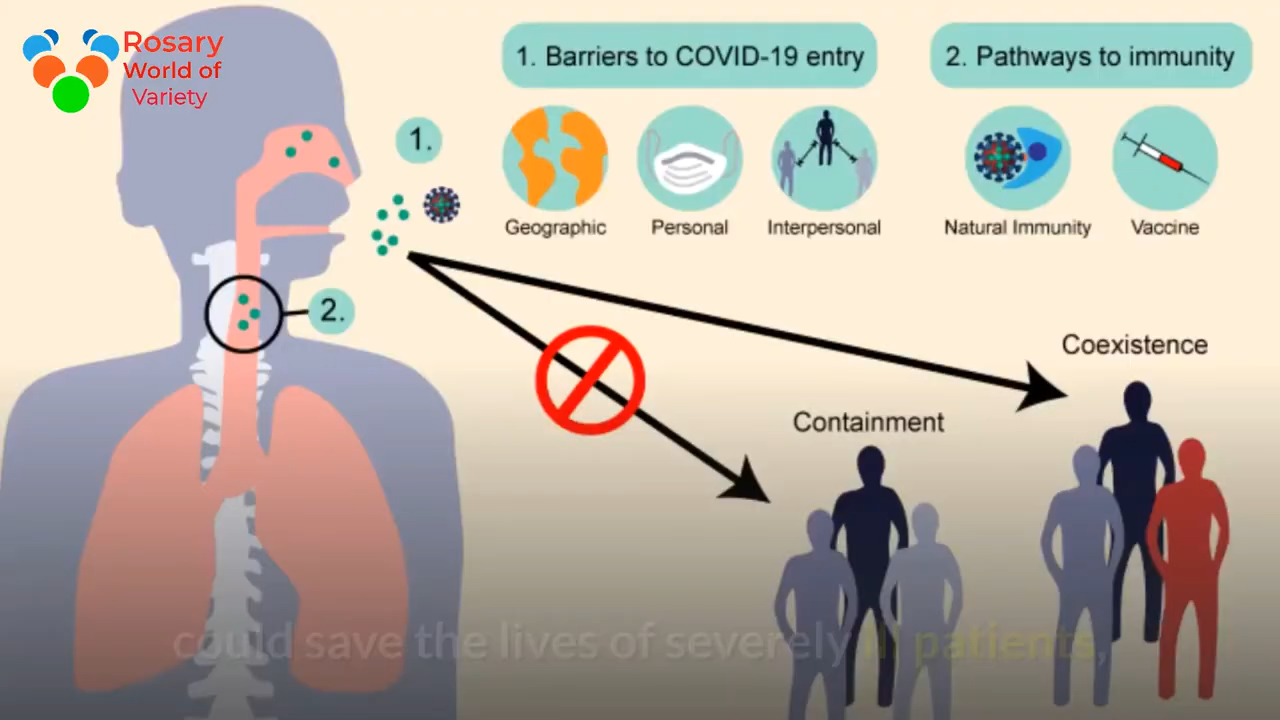 Rosary
World of
Variety
1. Barriers to COVID-19 entry
2. Pathways to immunity
1.
Geographic
Personal
Interpersonal
Natural Immunity
Vaccine
2.
Coexistence
Containment
could save the lives of severely ill patients,